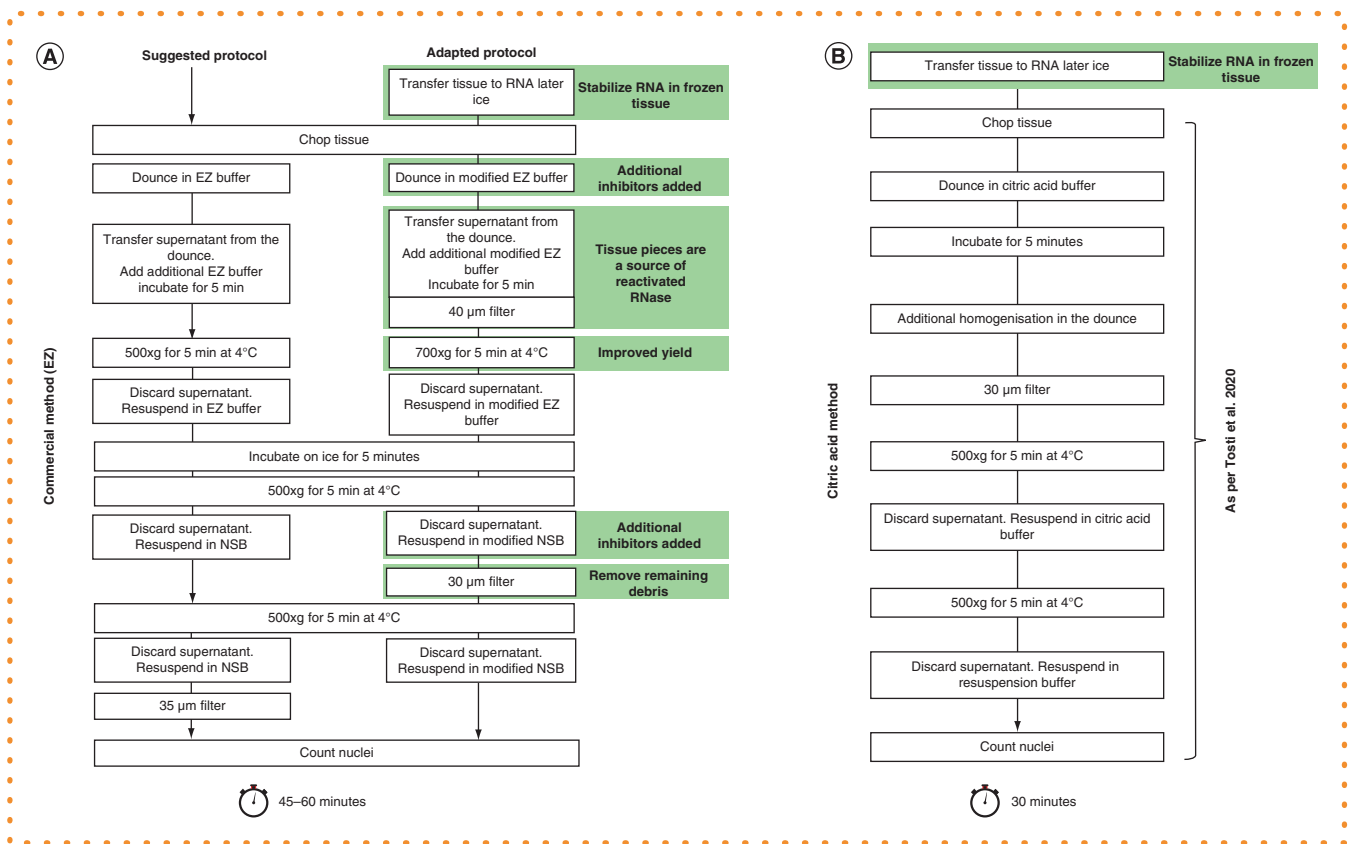 A
Suggested protocol
Adapted protocol
Transfer tissue to RNA later
ice
Stabilize RNA in frozen
tissue
Chop tissue
Dounce in EZ buffer
Dounce in modified EZ buffer
Additional
inhibitors added
Transfer supernatant from the
dounce.
Add additional EZ buffer
incubate for 5 min
Transfer supernatant from
the dounce.
Add additional modified EZ
buffer
Incubate for 5 min
40 µm filter
Tissue pieces are
a source of
reactivated
RNase
500xg for 5 min at 4°C
700xg for 5 min at 4°C
Improved yield
Discard supernatant.
Resuspend in EZ buffer
Discard supernatant.
Resuspend in modified EZ
buffer
Incubate on ice for 5 minutes
500xg for 5 min at 4°C
Discard supernatant.
Resuspend in NSB
Discard supernatant.
Resuspend in modified NSB
Additional
inhibitors added
30 µm filter
Remove remaining
debris
500xg for 5 min at 4°C
Discard supernatant.
Resuspend in NSB
Discard supernatant.
Resuspend in modified NSB
35 µm filter
Count nuclei
45–60 minutes
Commercial method (EZ)
B
Transfer tissue to RNA later ice
Stabilize RNA in frozen
tissue
Chop tissue
Dounce in citric acid buffer
Incubate for 5 minutes
Additional homogenisation in the dounce
30 µm filter
500xg for 5 min at 4°C
Discard supernatant. Resuspend in citric acid
buffer
500xg for 5 min at 4°C
Discard supernatant. Resuspend in
resuspension buffer
Count nuclei
30 minutes
Citric acid method
As per Tosti et al. 2020